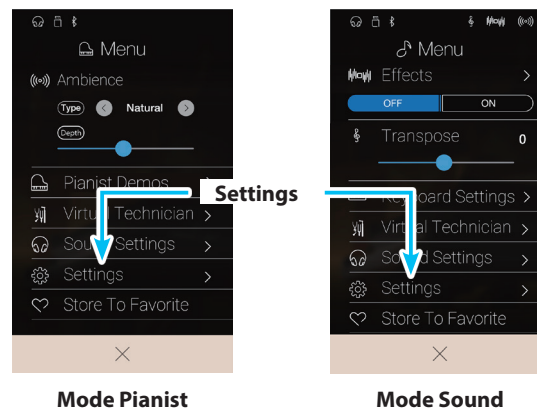 Menu
Ambience
Type Natural
Depth
Pianist Demos
Virtual Technician
Sound Settings
Settings
Store To Favorite
Mode Pianist
Settings
Menu
Effects
OFF ON
Transpose 0
Keyboard Settings
Virtual Technician
Sound Settings
Settings
Store To Favorite
Mode Sound